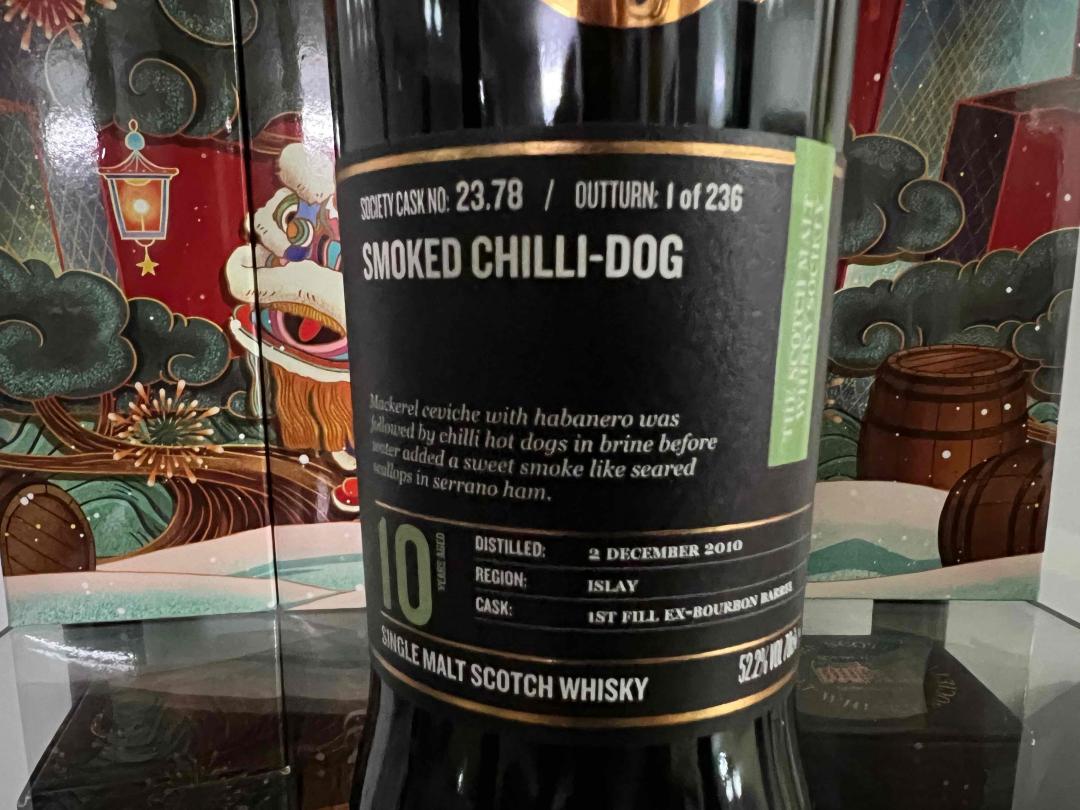 SOCIETY CASK NO: 23.78 / OUTTURN: 1 of 236
SMOKED CHILLI-DOG
THE SCOTCH MALT
WHISKY SOCIETY
Mackerel ceviche with habanero was
followed by chilli hot dogs in brine before
water added a sweet smoke like seared
scallops in serrano ham.
10 YEARS AGED
DISTILLED: 2 DECEMBER 2010
REGION: ISLAY
CASK: 1ST FILL EX-BOURBON BARREL
SINGLE MALT SCOTCH WHISKY
52.2% VOL 70cl